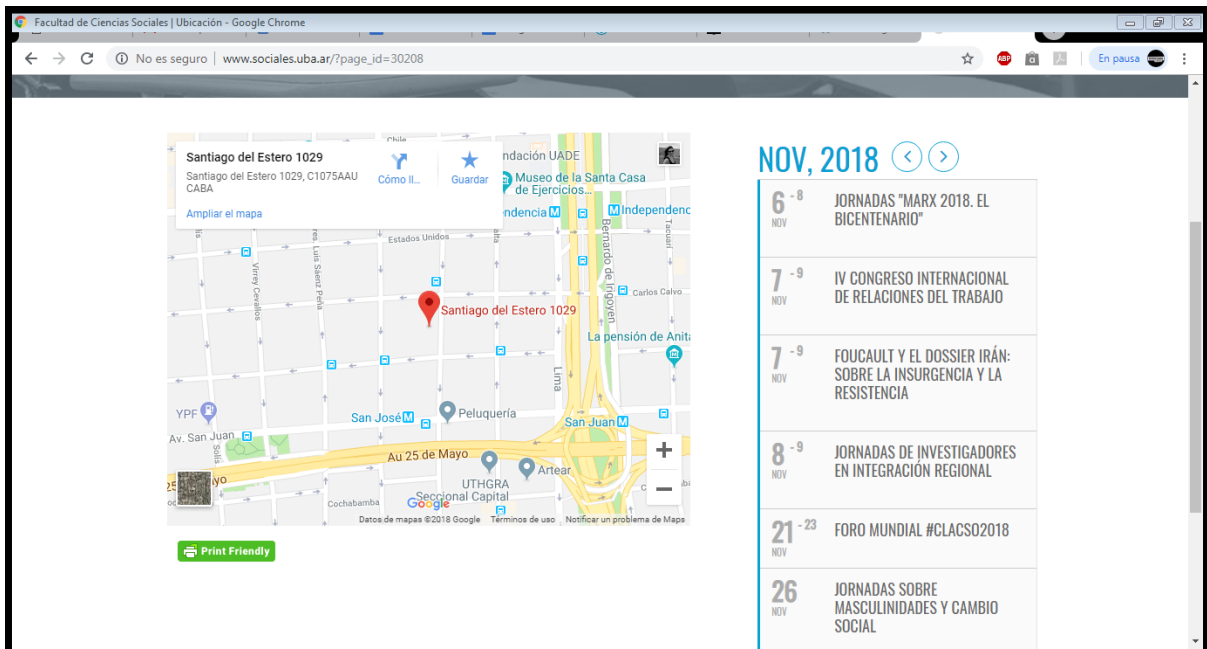 Facultad de Ciencias Sociales | Ubicación - Google Chrome
No es seguro | www.sociales.uba.ar/?page_id=30208
ABP
En pausa
Santiago del Estero 1029
Santiago del Estero 1029, C1075AAU
CABA
Cómo ll...
Guardar
Ampliar el mapa
Chile
ndación UADE
Museo de la Santa Casa
de Ejercicios...
ndencia M
M Independenc
Estados Unidos
Tacuarí
Bernardo de Irigoyen
Virrey Cevallos
res. Luis Sáenz Peña
Carlos Calvo
Santiago del Estero 1029
La pensión de Anita
Lima
YPF
San José M
Peluquería
San Juan M
Av. San Juan
Solís
Au 25 de Mayo
Artear
25
yo
UTHGRA
Seccional Capital
Cochabamba
Google
Datos de mapas ©2018 Google
Términos de uso
Notificar un problema de Maps
+
−
Print Friendly
NOV, 2018
6 - 8
NOV
JORNADAS "MARX 2018. EL
BICENTENARIO"
7 - 9
NOV
IV CONGRESO INTERNACIONAL
DE RELACIONES DEL TRABAJO
7 - 9
NOV
FOUCAULT Y EL DOSSIER IRÁN:
SOBRE LA INSURGENCIA Y LA
RESISTENCIA
8 - 9
NOV
JORNADAS DE INVESTIGADORES
EN INTEGRACIÓN REGIONAL
21 - 23
NOV
FORO MUNDIAL #CLACSO2018
26
NOV
JORNADAS SOBRE
MASCULINIDADES Y CAMBIO
SOCIAL